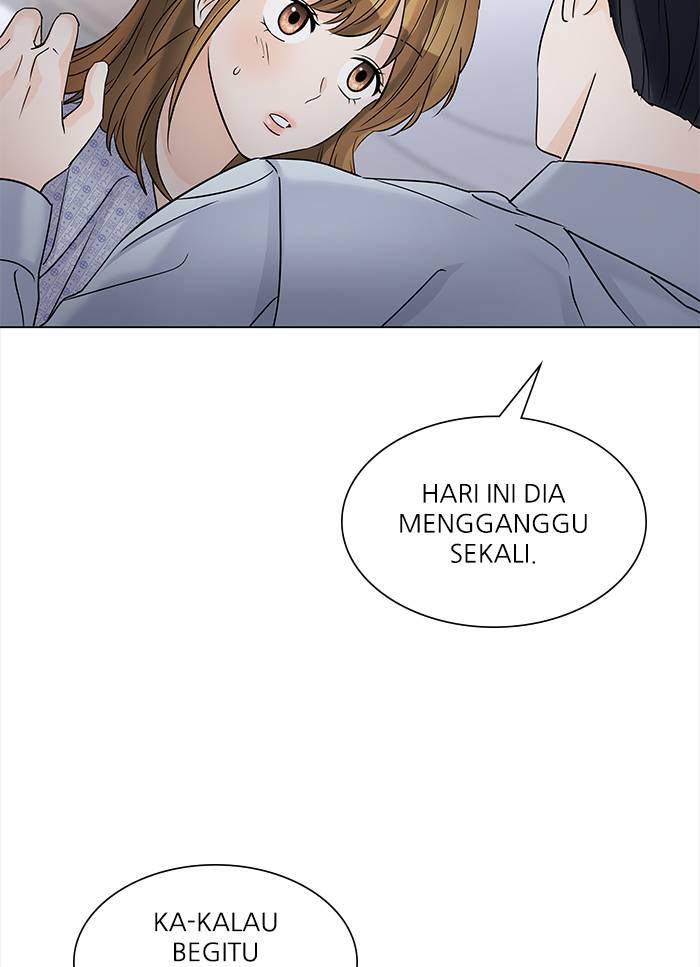 HARI INI DIA
MENGGANGGU
SEKALI.
KA-KALAU
BEGITU